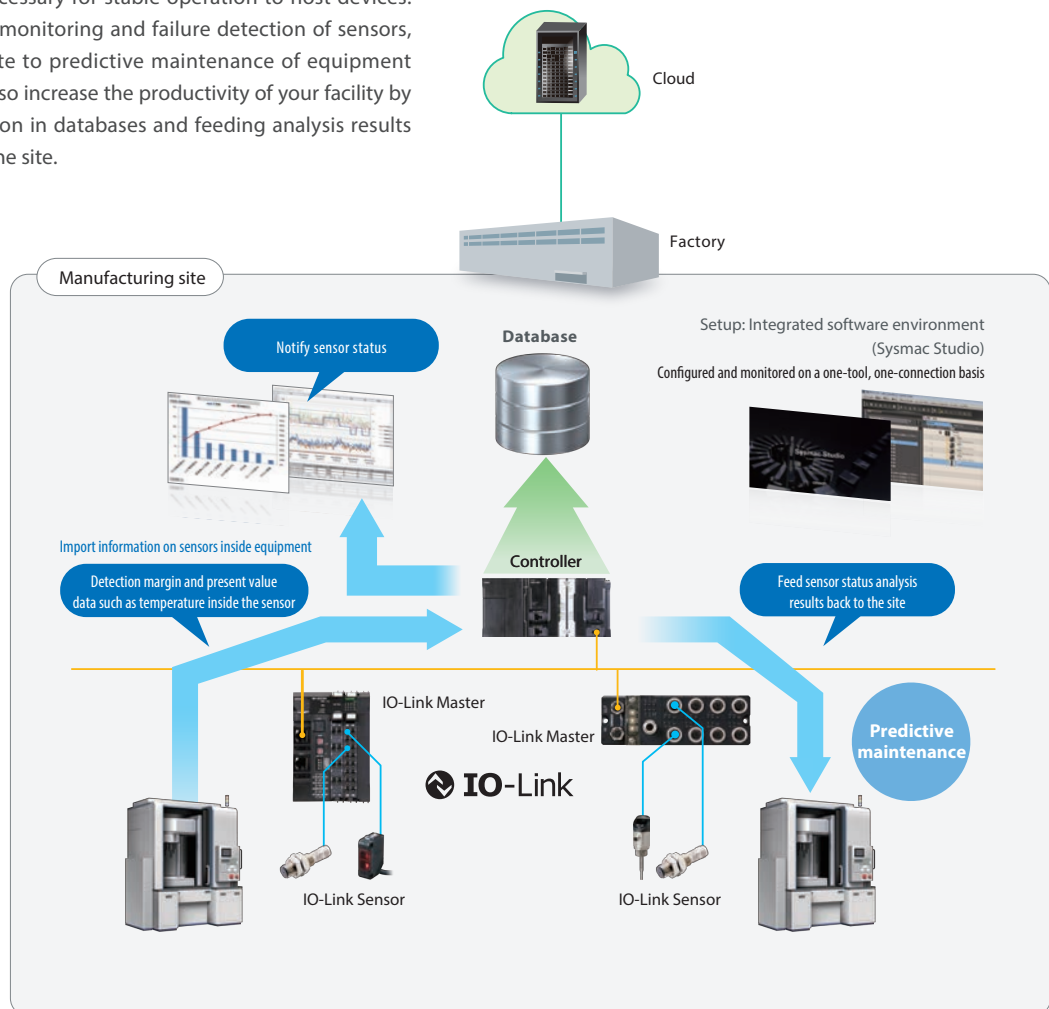 cessary for stable operation to host devices.
monitoring and failure detection of sensors,
te to predictive maintenance of equipment
so increase the productivity of your facility by
on in databases and feeding analysis results
ne site.
Cloud
Factory
Manufacturing site
Notify sensor status
Database
Setup: Integrated software environment
(Sysmac Studio)
Configured and monitored on a one-tool, one-connection basis
Sysmac Studio
Import information on sensors inside equipment
Detection margin and present value
data such as temperature inside the sensor
Controller
Feed sensor status analysis
results back to the site
IO-Link Master
IO-Link Master
Predictive
maintenance
IO-Link
IO-Link Sensor
IO-Link Sensor